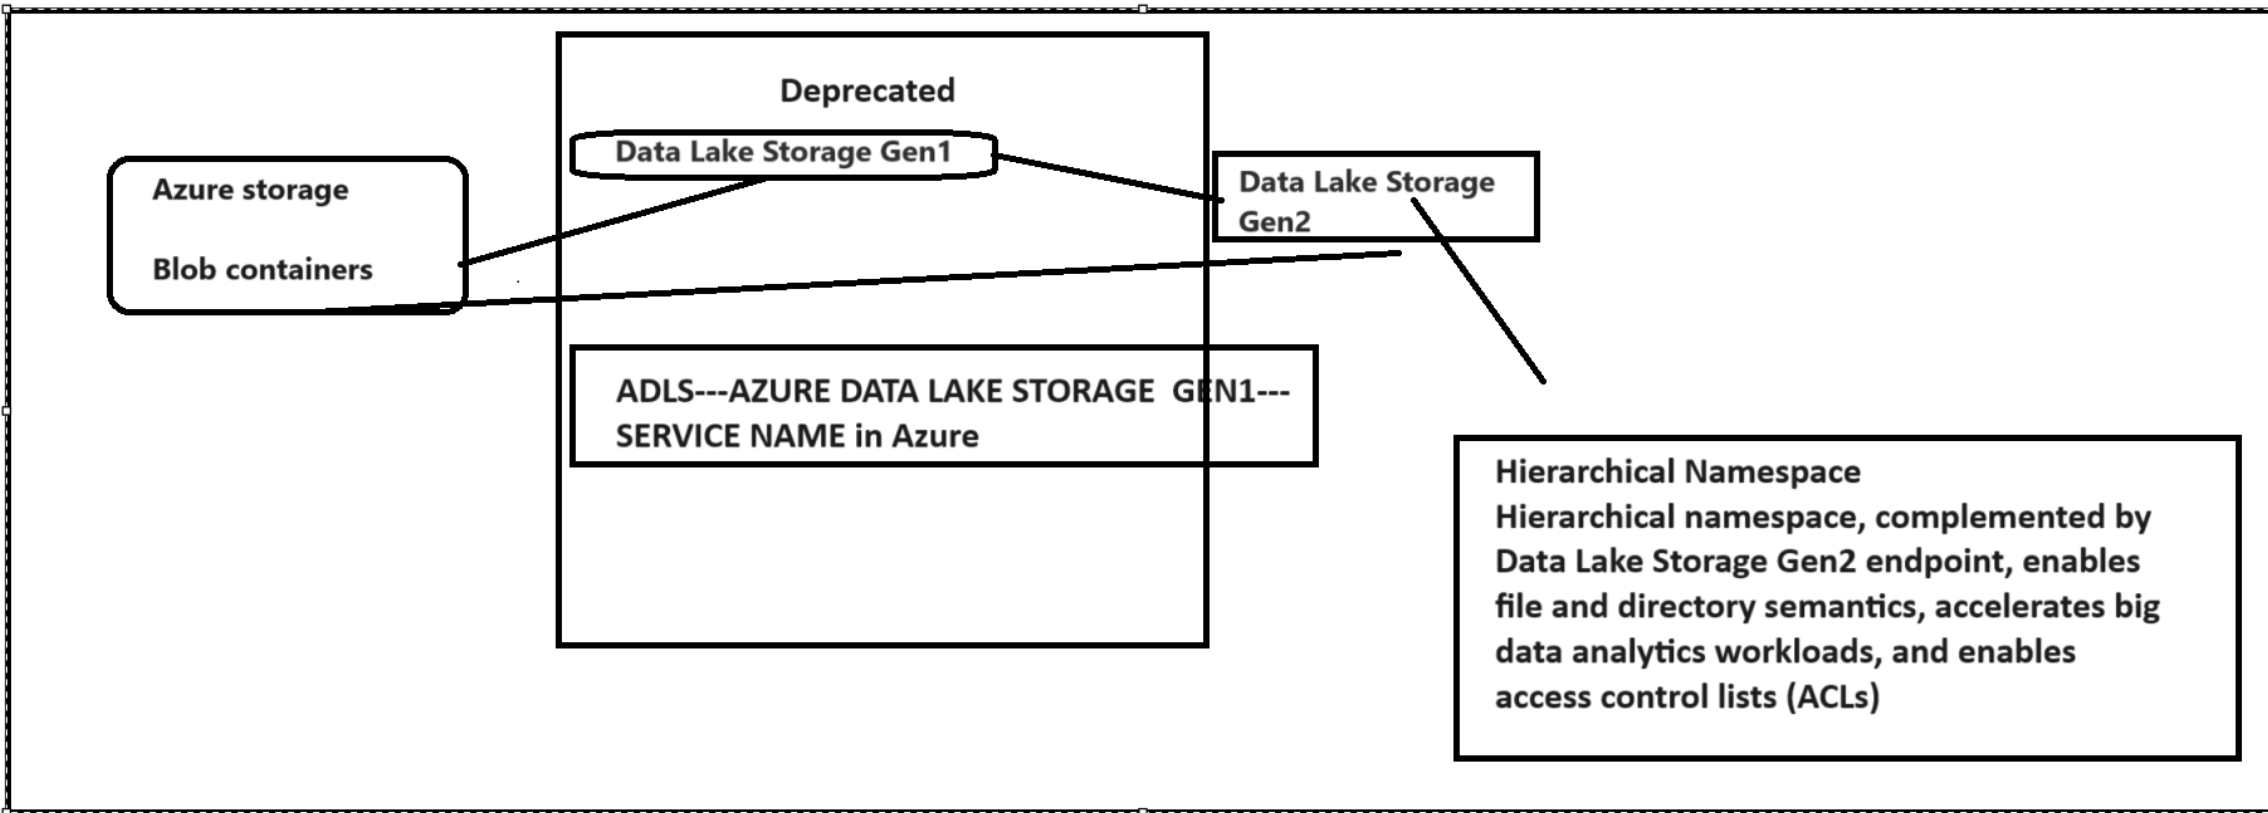 Deprecated
Data Lake Storage Gen1
Azure storage
Blob containers
Data Lake Storage
Gen2
ADLS---AZURE DATA LAKE STORAGE  GEN1---
SERVICE NAME in Azure
Hierarchical Namespace
Hierarchical namespace, complemented by
Data Lake Storage Gen2 endpoint, enables
file and directory semantics, accelerates big
data analytics workloads, and enables
access control lists (ACLs)